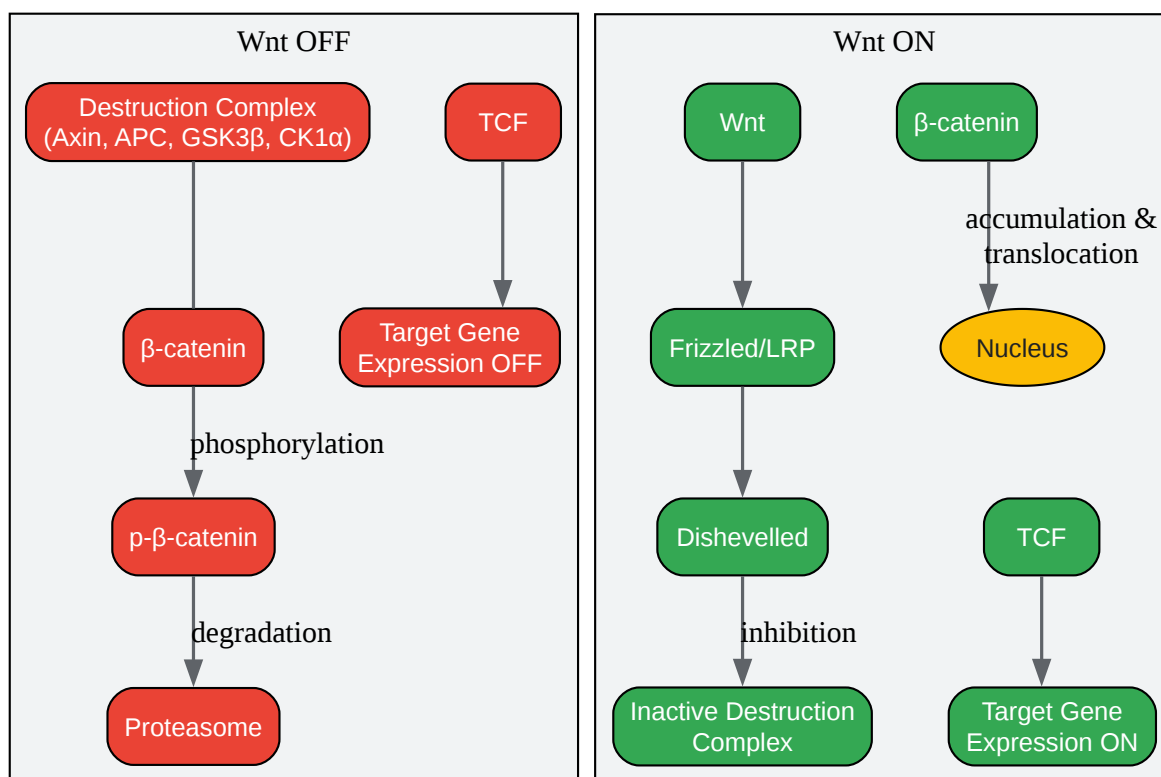 Wnt OFF
Destruction Complex
(Axin, APC, GSK3β, CK1α)
TCF
β-catenin
Target Gene
Expression OFF
phosphorylation
p-β-catenin
degradation
Proteasome
Wnt ON
Wnt
β-catenin
accumulation &
translocation
Frizzled/LRP
Nucleus
Dishevelled
TCF
inhibition
Inactive Destruction
Complex
Target Gene
Expression ON